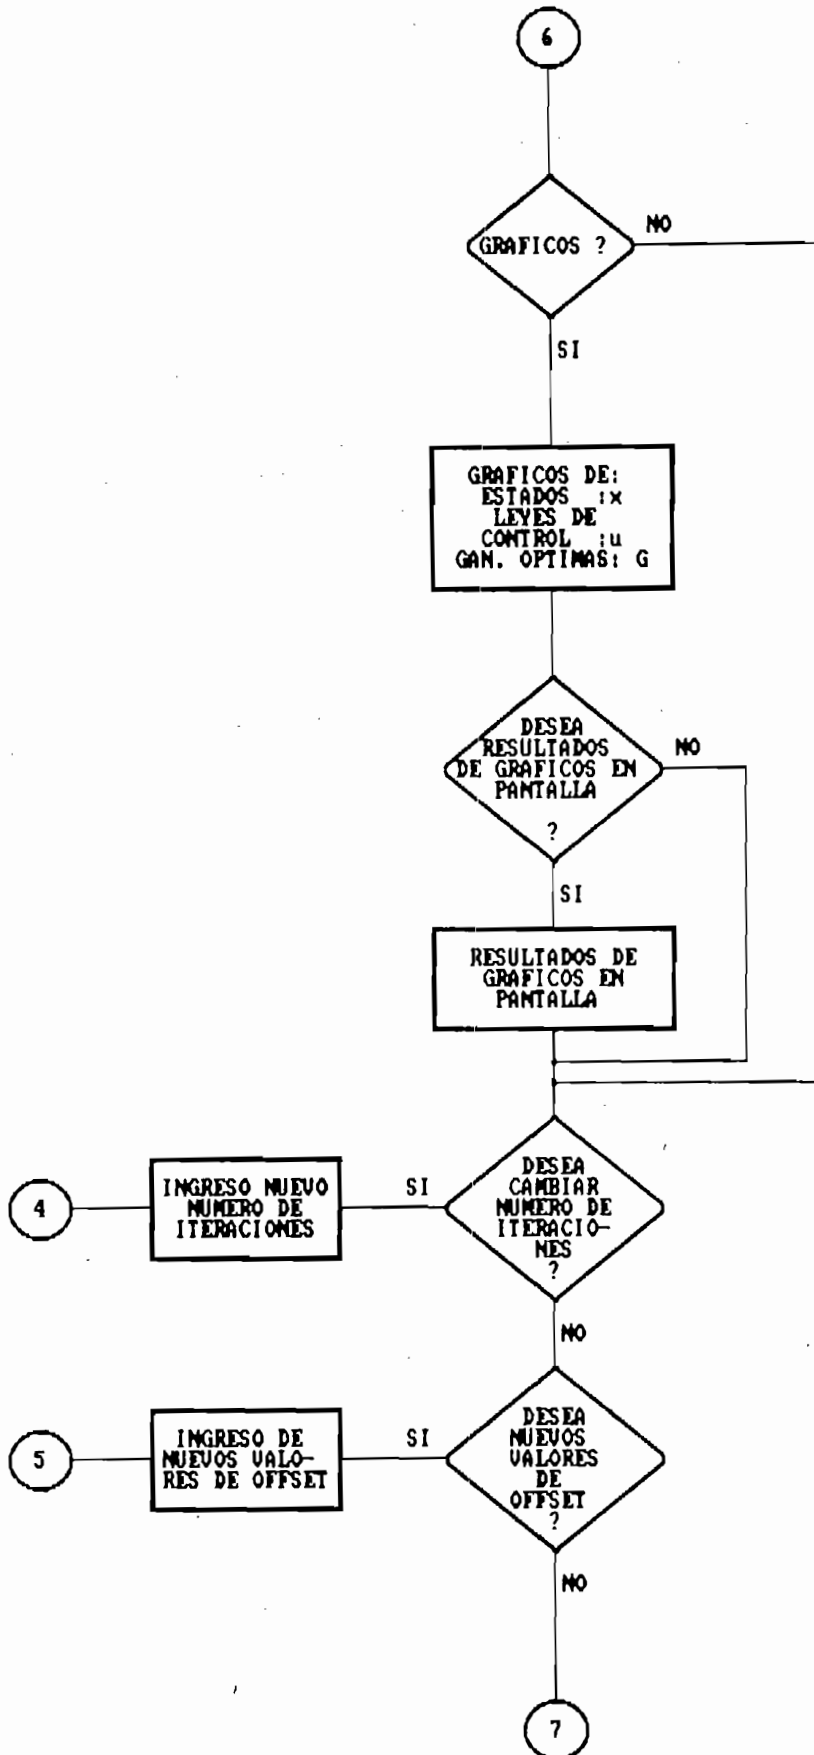 6
GRAFICOS ?
NO
SI
GRAFICOS DE:
ESTADOS :x
LEYES DE
CONTROL :u
GAN. OPTIMAS: G
DESEA
RESULTADOS
DE GRAFICOS EN
PANTALLA
?
NO
SI
RESULTADOS DE
GRAFICOS EN
PANTALLA
4
INGRESO NUEVO
NUMERO DE
ITERACIONES
SI
DESEA
CAMBIAR
NUMERO DE
ITERACIO-
NES
?
NO
5
INGRESO DE
NUEVOS VALO-
RES DE OFFSET
SI
DESEA
NUEVOS
VALORES
DE
OFFSET
?
NO
7